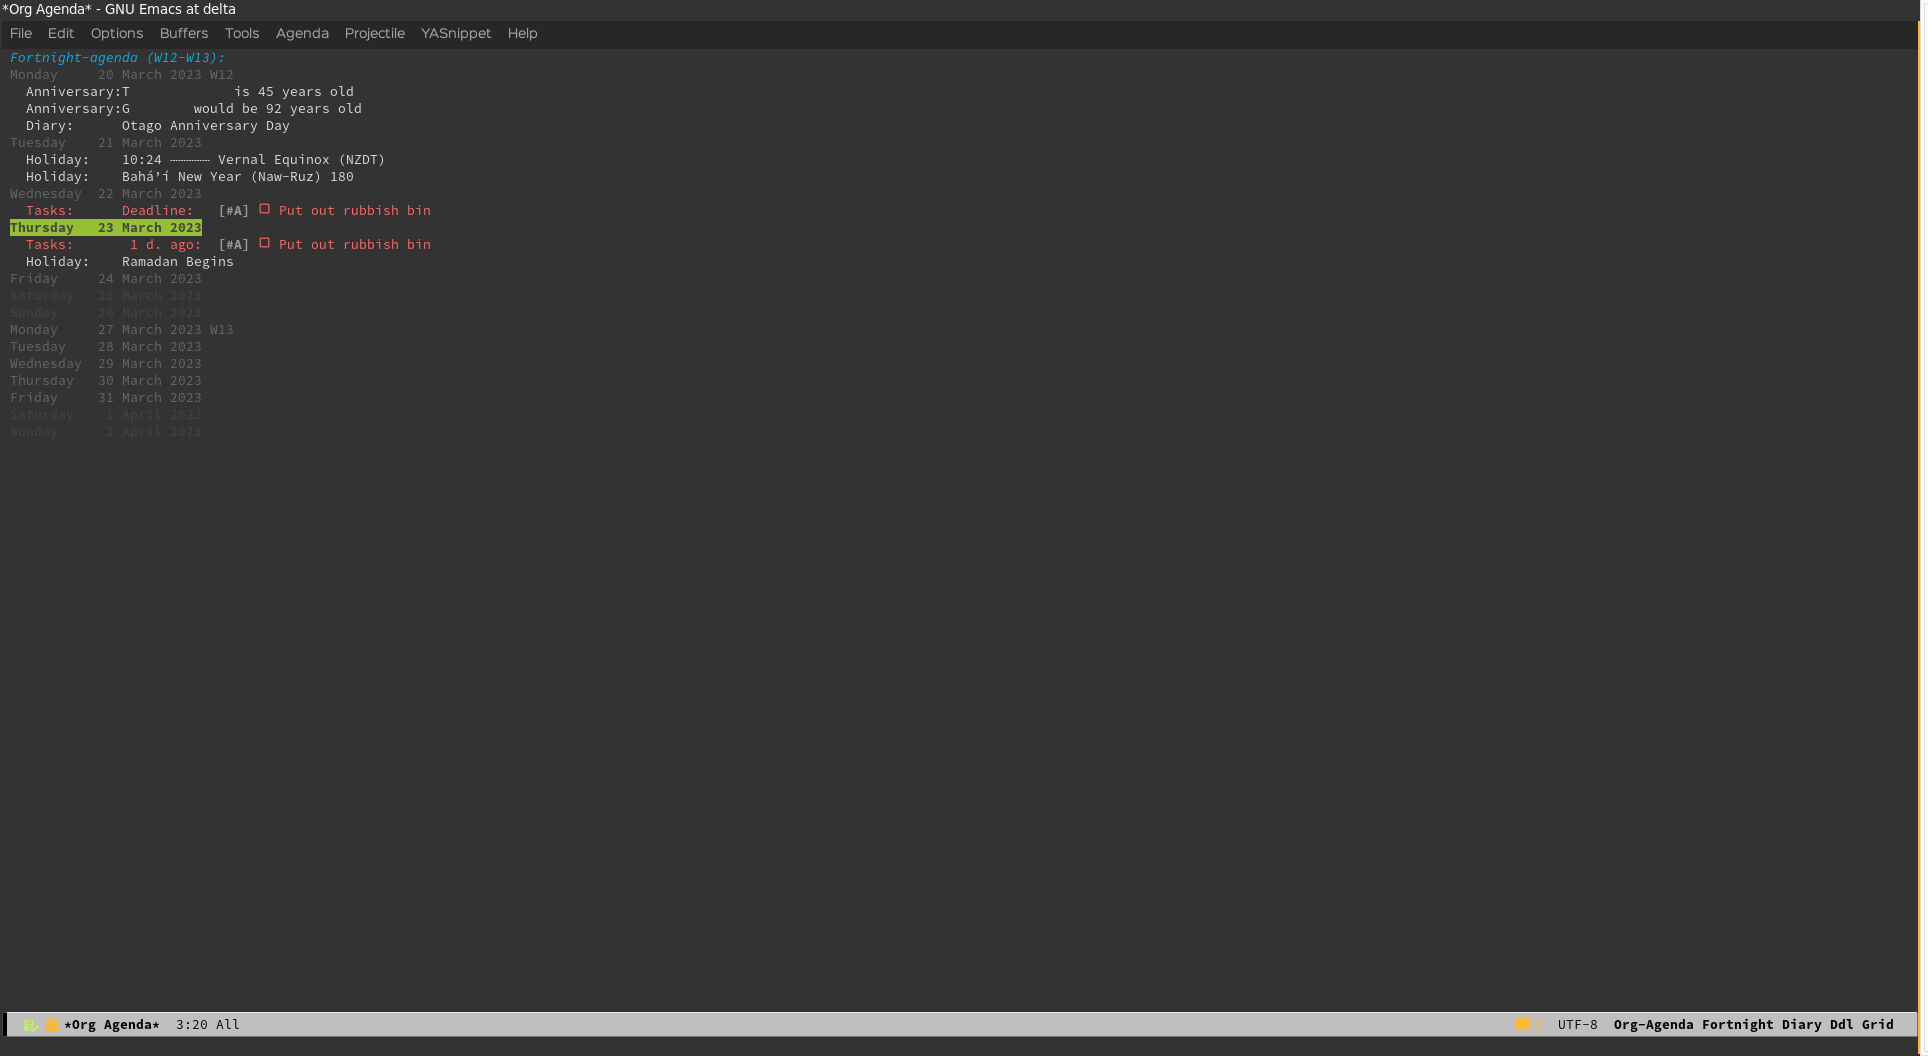 *Org Agenda* - GNU Emacs at delta
File Edit Options Buffers Tools Agenda Projectile YASnippet Help
Fortnight-agenda (W12-W13):
Monday 20 March 2023 W12
Anniversary:T is 45 years old
Anniversary:G would be 92 years old
Diary: Otago Anniversary Day
Tuesday 21 March 2023
Holiday: 10:24 ┄┄┄┄┄ Vernal Equinox (NZDT)
Holiday: Bahá’í New Year (Naw-Ruz) 180
Wednesday 22 March 2023
Tasks: Deadline: [#A] ☐ Put out rubbish bin
Thursday 23 March 2023
Tasks: 1 d. ago: [#A] ☐ Put out rubbish bin
Holiday: Ramadan Begins
Friday 24 March 2023
Saturday 25 March 2023
Sunday 26 March 2023
Monday 27 March 2023 W13
Tuesday 28 March 2023
Wednesday 29 March 2023
Thursday 30 March 2023
Friday 31 March 2023
Saturday 1 April 2023
Sunday 2 April 2023
*Org Agenda* 3:20 All UTF-8 Org-Agenda Fortnight Diary Ddl Grid